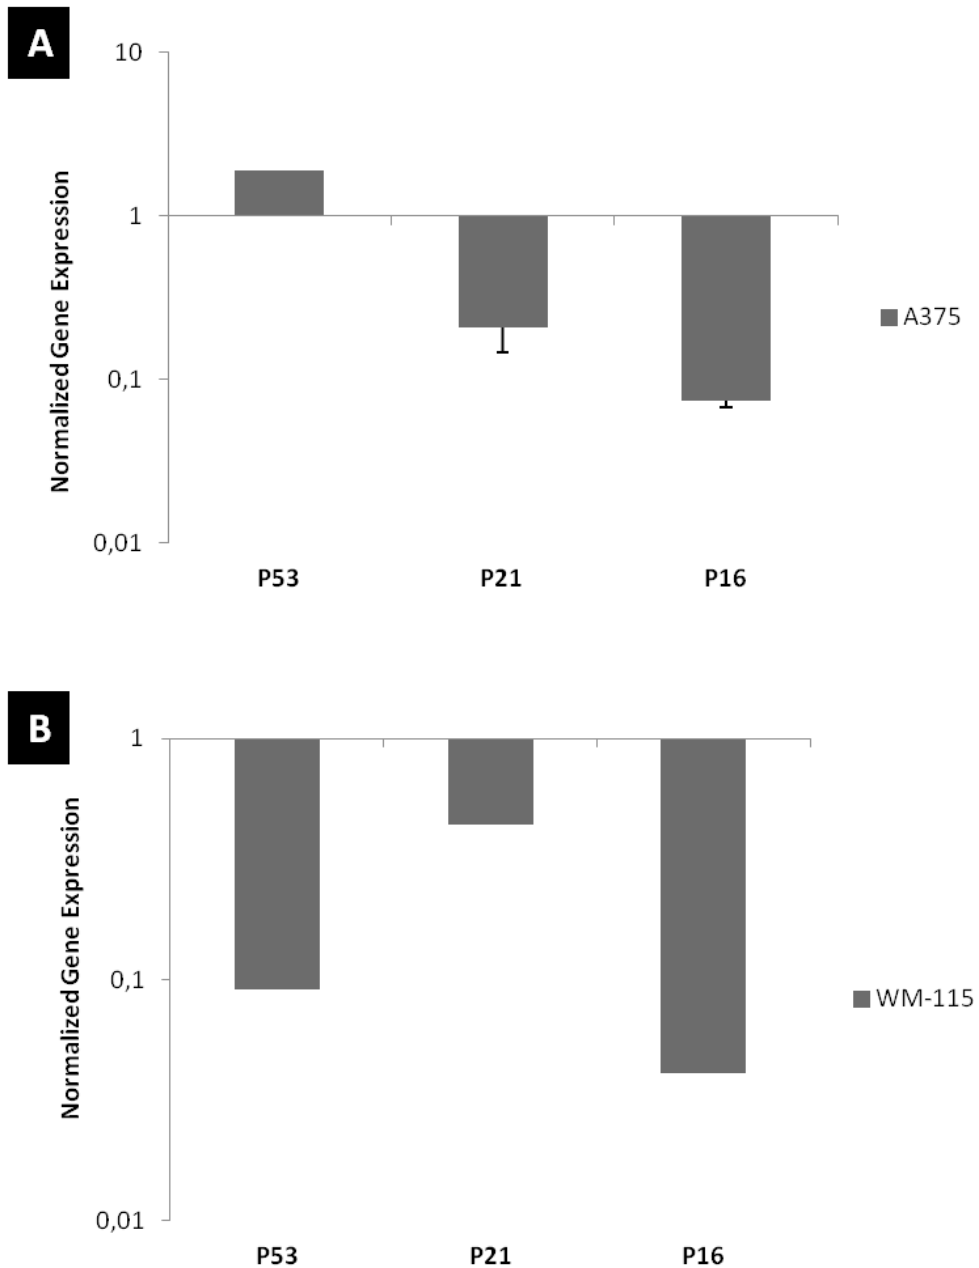 A
10
1
0,1
0,01
Normalized Gene Expression
P53 P21 P16
A375
B
1
0,1
0,01
Normalized Gene Expression
P53 P21 P16
WM-115